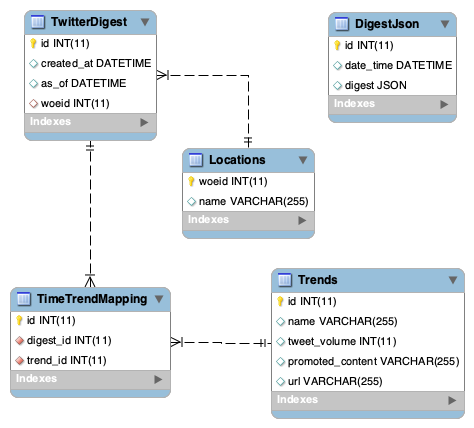 TwitterDigest
id INT(11)
created_at DATETIME
as_of DATETIME
woeid INT(11)
Indexes
DigestJson
id INT(11)
date_time DATETIME
digest JSON
Indexes
Locations
woeid INT(11)
name VARCHAR(255)
Indexes
TimeTrendMapping
id INT(11)
digest_id INT(11)
trend_id INT(11)
Indexes
Trends
id INT(11)
name VARCHAR(255)
tweet_volume INT(11)
promoted_content VARCHAR(255)
url VARCHAR(255)
Indexes